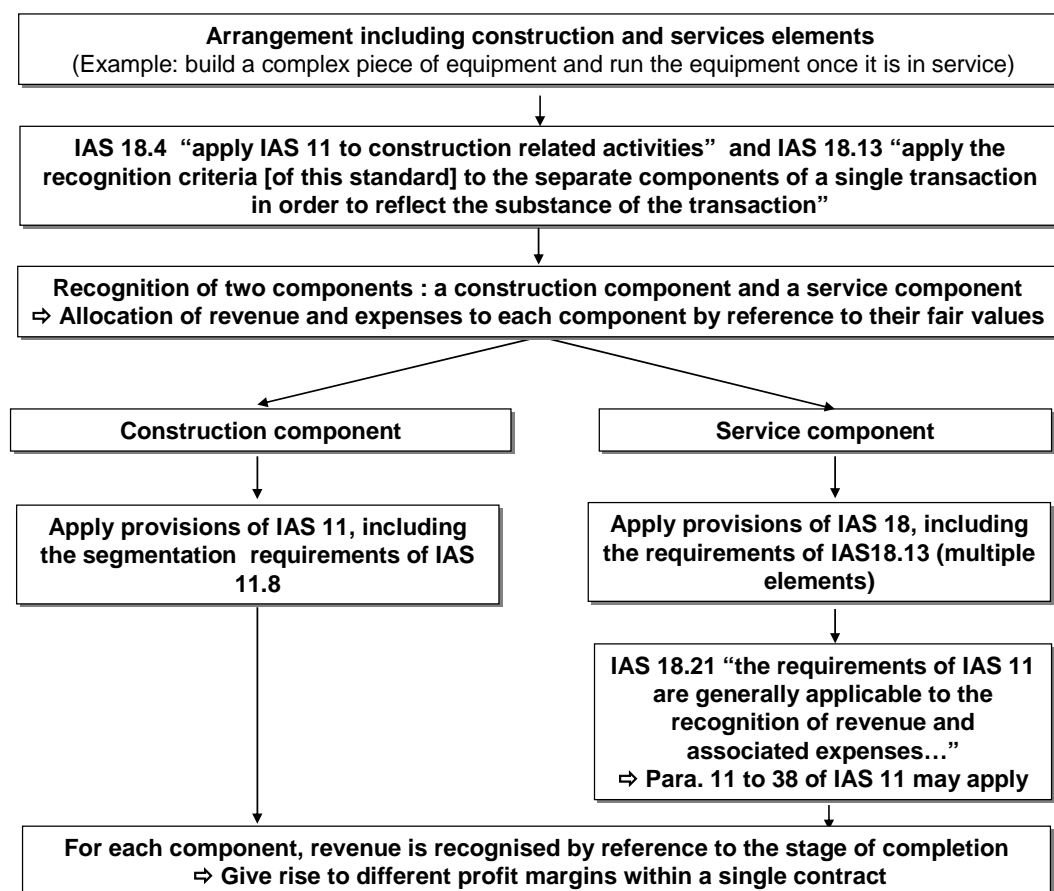 Arrangement including construction and services elements
(Example: build a complex piece of equipment and run the equipment once it is in service)
IAS 18.4 “apply IAS 11 to construction related activities” and IAS 18.13 “apply the
recognition criteria [of this standard] to the separate components of a single transaction
in order to reflect the substance of the transaction”
Recognition of two components : a construction component and a service component
⇨ Allocation of revenue and expenses to each component by reference to their fair values
Construction component
Service component
Apply provisions of IAS 11, including
the segmentation requirements of IAS
11.8
Apply provisions of IAS 18, including
the requirements of IAS18.13 (multiple
elements)
IAS 18.21 “the requirements of IAS 11
are generally applicable to the
recognition of revenue and
associated expenses…”
⇨ Para. 11 to 38 of IAS 11 may apply
For each component, revenue is recognised by reference to the stage of completion
⇨ Give rise to different profit margins within a single contract